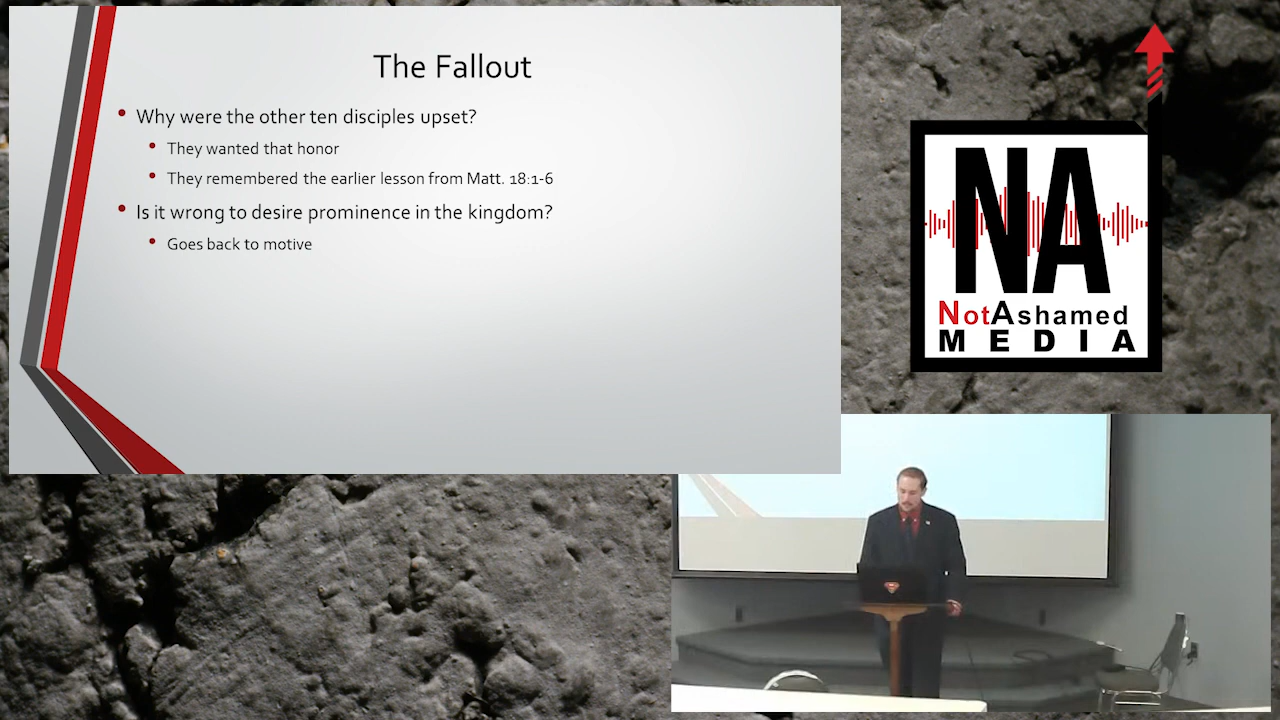 The Fallout
• Why were the other ten disciples upset?
• They wanted that honor
• They remembered the earlier lesson from Matt. 18:1-6
• Is it wrong to desire prominence in the kingdom?
• Goes back to motive
NA
NotAshamed
MEDIA